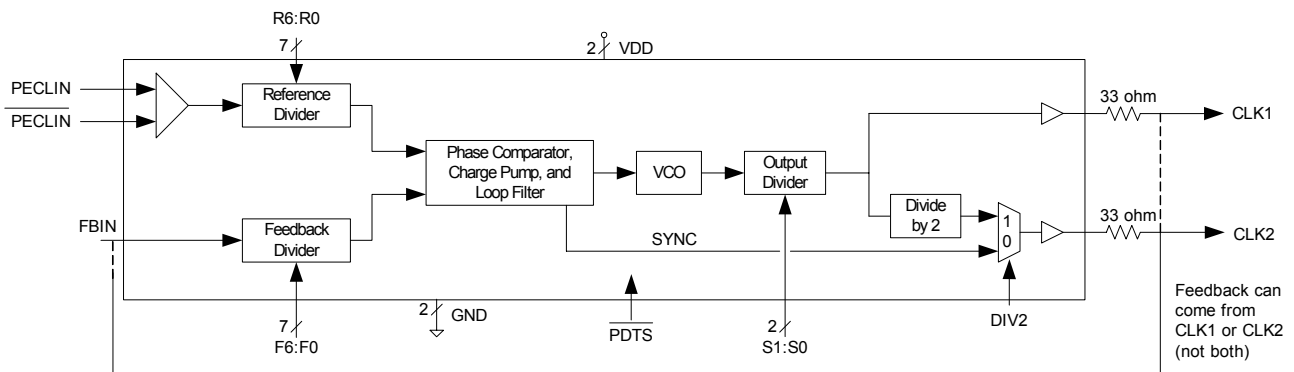 R6:R0
7
2
VDD
PECLIN
PECLIN
Reference
Divider
33 ohm
CLK1
Phase Comparator,
Charge Pump, and
Loop Filter
VCO
Output
Divider
Divide
by 2
1
0
33 ohm
CLK2
FBIN
Feedback
Divider
SYNC
2
GND
7
F6:F0
PDTS
2
S1:S0
DIV2
Feedback can
come from
CLK1 or CLK2
(not both)